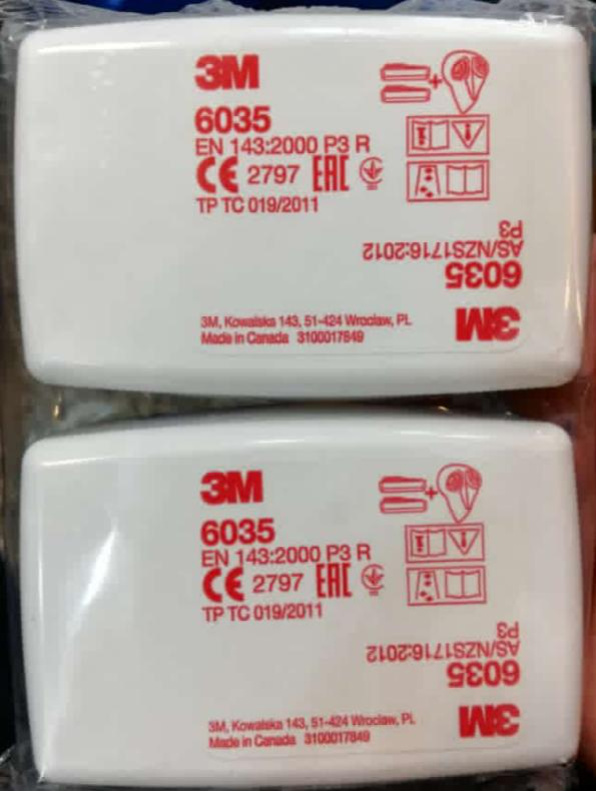 3M
6035
EN 143:2000 P3 R
CE 2797 EAC
TP TC 019/2011
3M
6035
AS/NZS1716:2012
P3
3M, Kowalska 143, 51-424 Wroclaw, PL
Made in Canada 3100017849
3M
6035
EN 143:2000 P3 R
CE 2797 EAC
TP TC 019/2011
3M
6035
AS/NZS1716:2012
P3
3M, Kowalska 143, 51-424 Wroclaw, PL
Made in Canada 3100017849